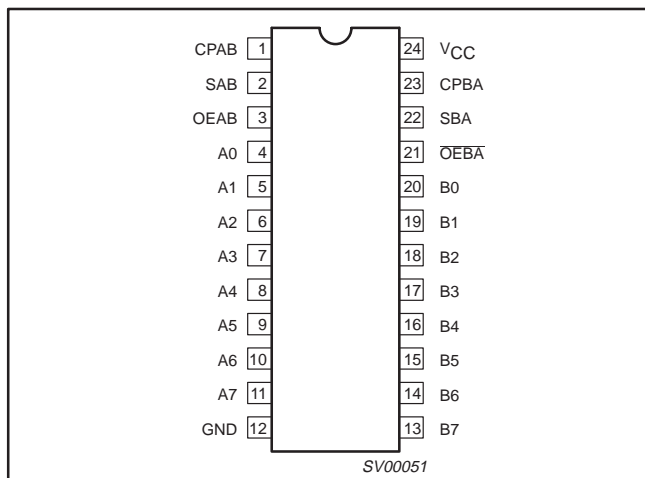 CPAB 1 24 VCC
SAB 2 23 CPBA
OEAB 3 22 SBA
A0 4 21 OEBA
A1 5 20 B0
A2 6 19 B1
A3 7 18 B2
A4 8 17 B3
A5 9 16 B4
A6 10 15 B5
A7 11 14 B6
GND 12 13 B7
SV00051